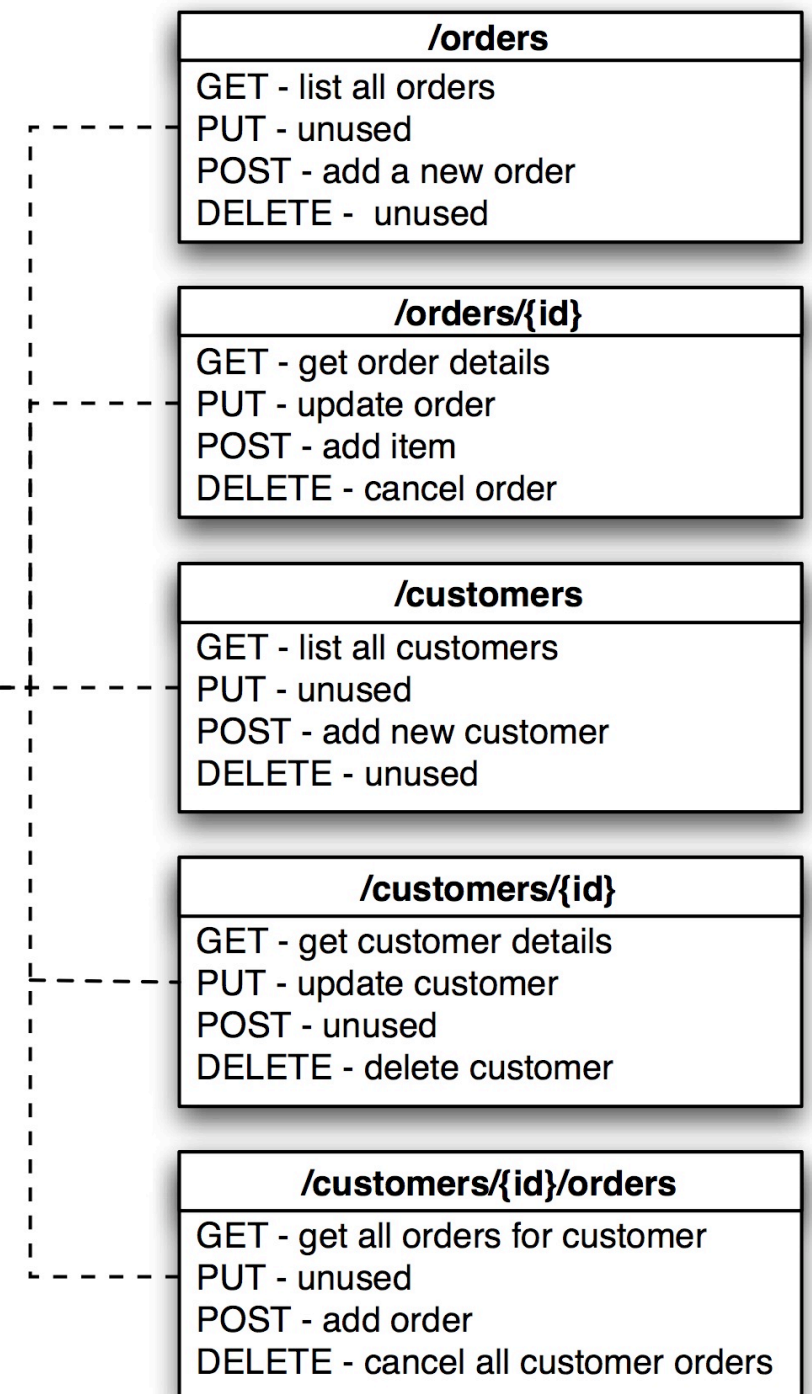 /orders
GET - list all orders
PUT - unused
POST - add a new order
DELETE -  unused
/orders/{id}
GET - get order details
PUT - update order
POST - add item
DELETE - cancel order
/customers
GET - list all customers
PUT - unused
POST - add new customer
DELETE - unused
/customers/{id}
GET - get customer details
PUT - update customer
POST - unused
DELETE - delete customer
/customers/{id}/orders
GET - get all orders for customer
PUT - unused
POST - add order
DELETE - cancel all customer orders